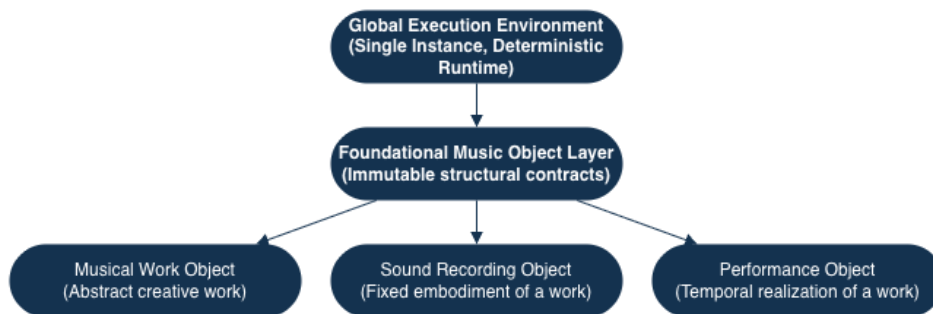 Global Execution Environment
(Single Instance, Deterministic
Runtime)
Foundational Music Object Layer
(Immutable structural contracts)
Musical Work Object
(Abstract creative work)
Sound Recording Object
(Fixed embodiment of a work)
Performance Object
(Temporal realization of a work)